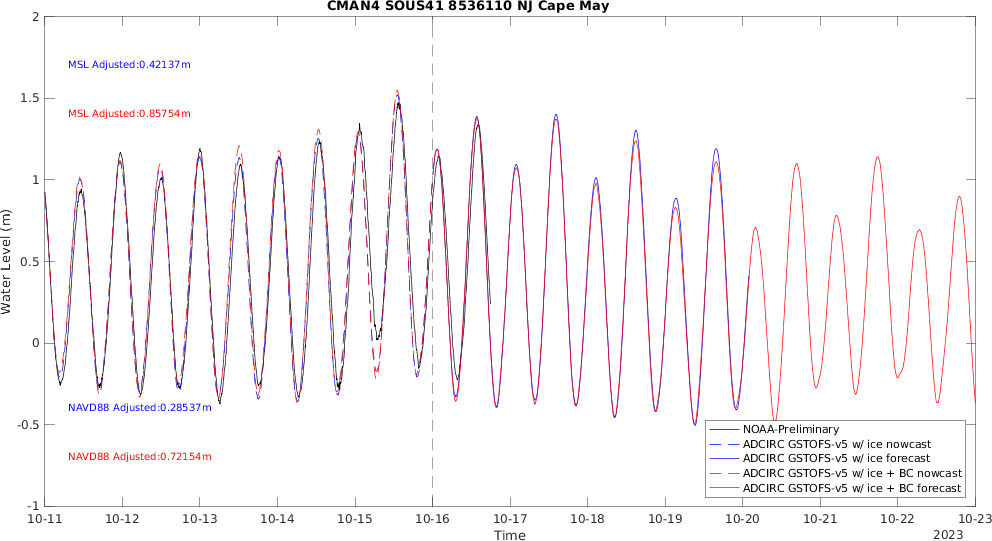 CMAN4 SOUS41 8536110 NJ Cape May
2
1.5
1
0.5
0
-0.5
-1
Water Level (m)
MSL Adjusted:0.42137m
MSL Adjusted:0.85754m
NAVD88 Adjusted:0.28537m
NAVD88 Adjusted:0.72154m
NOAA-Preliminary
ADCIRC GSTOFS-v5 w/ ice nowcast
ADCIRC GSTOFS-v5 w/ ice forecast
ADCIRC GSTOFS-v5 w/ ice + BC nowcast
ADCIRC GSTOFS-v5 w/ ice + BC forecast
10-11 10-12 10-13 10-14 10-15 10-16 10-17 10-18 10-19 10-20 10-21 10-22 10-23
Time
2023